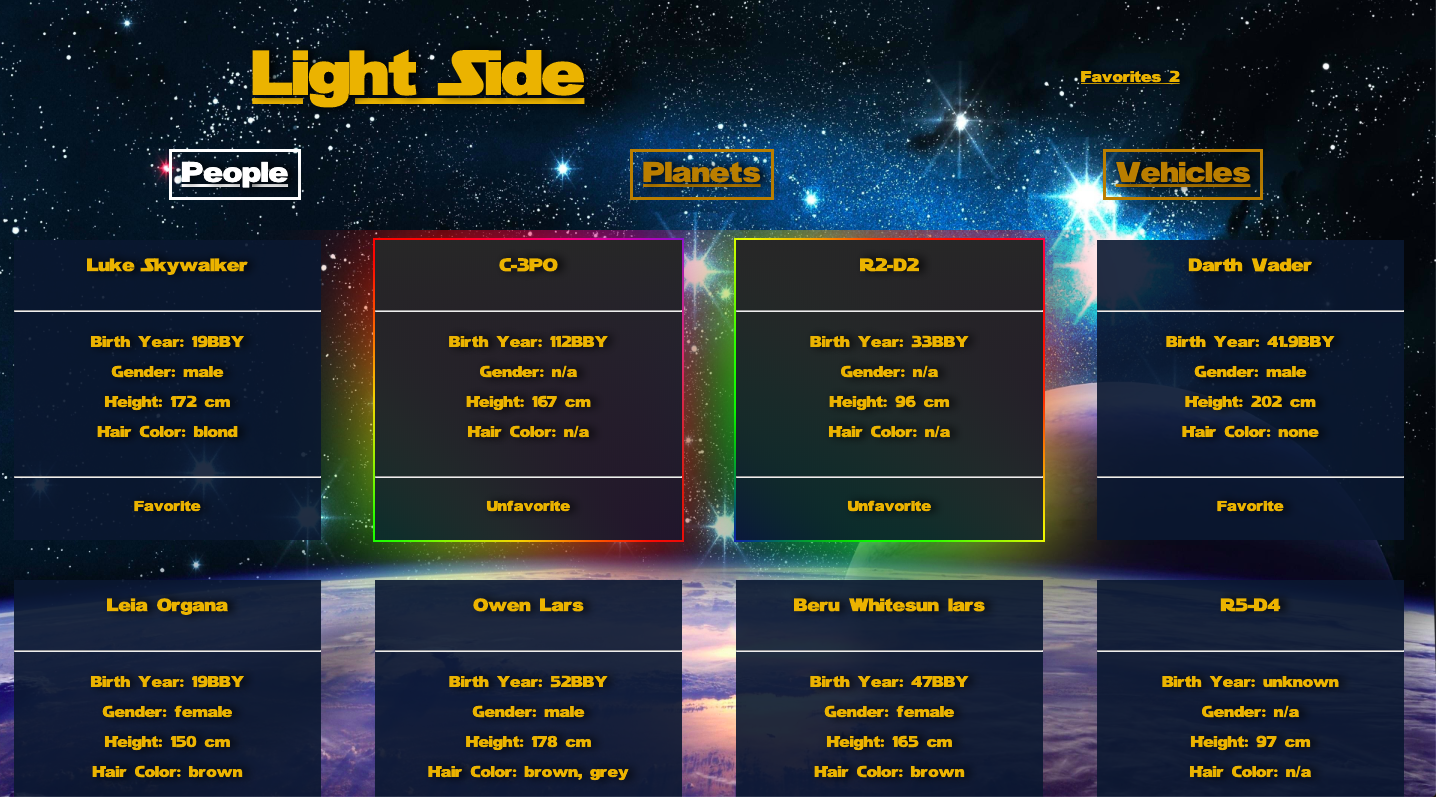 Light Side
Favorites 2
People
Planets
Vehicles
Luke Skywalker
Birth Year: 19BBY
Gender: male
Height: 172 cm
Hair Color: blond
Favorite
C-3PO
Birth Year: 112BBY
Gender: n/a
Height: 167 cm
Hair Color: n/a
Unfavorite
R2-D2
Birth Year: 33BBY
Gender: n/a
Height: 96 cm
Hair Color: n/a
Unfavorite
Darth Vader
Birth Year: 41.9BBY
Gender: male
Height: 202 cm
Hair Color: none
Favorite
Leia Organa
Birth Year: 19BBY
Gender: female
Height: 150 cm
Hair Color: brown
Owen Lars
Birth Year: 52BBY
Gender: male
Height: 178 cm
Hair Color: brown, grey
Beru Whitesun lars
Birth Year: 47BBY
Gender: female
Height: 165 cm
Hair Color: brown
R5-D4
Birth Year: unknown
Gender: n/a
Height: 97 cm
Hair Color: n/a